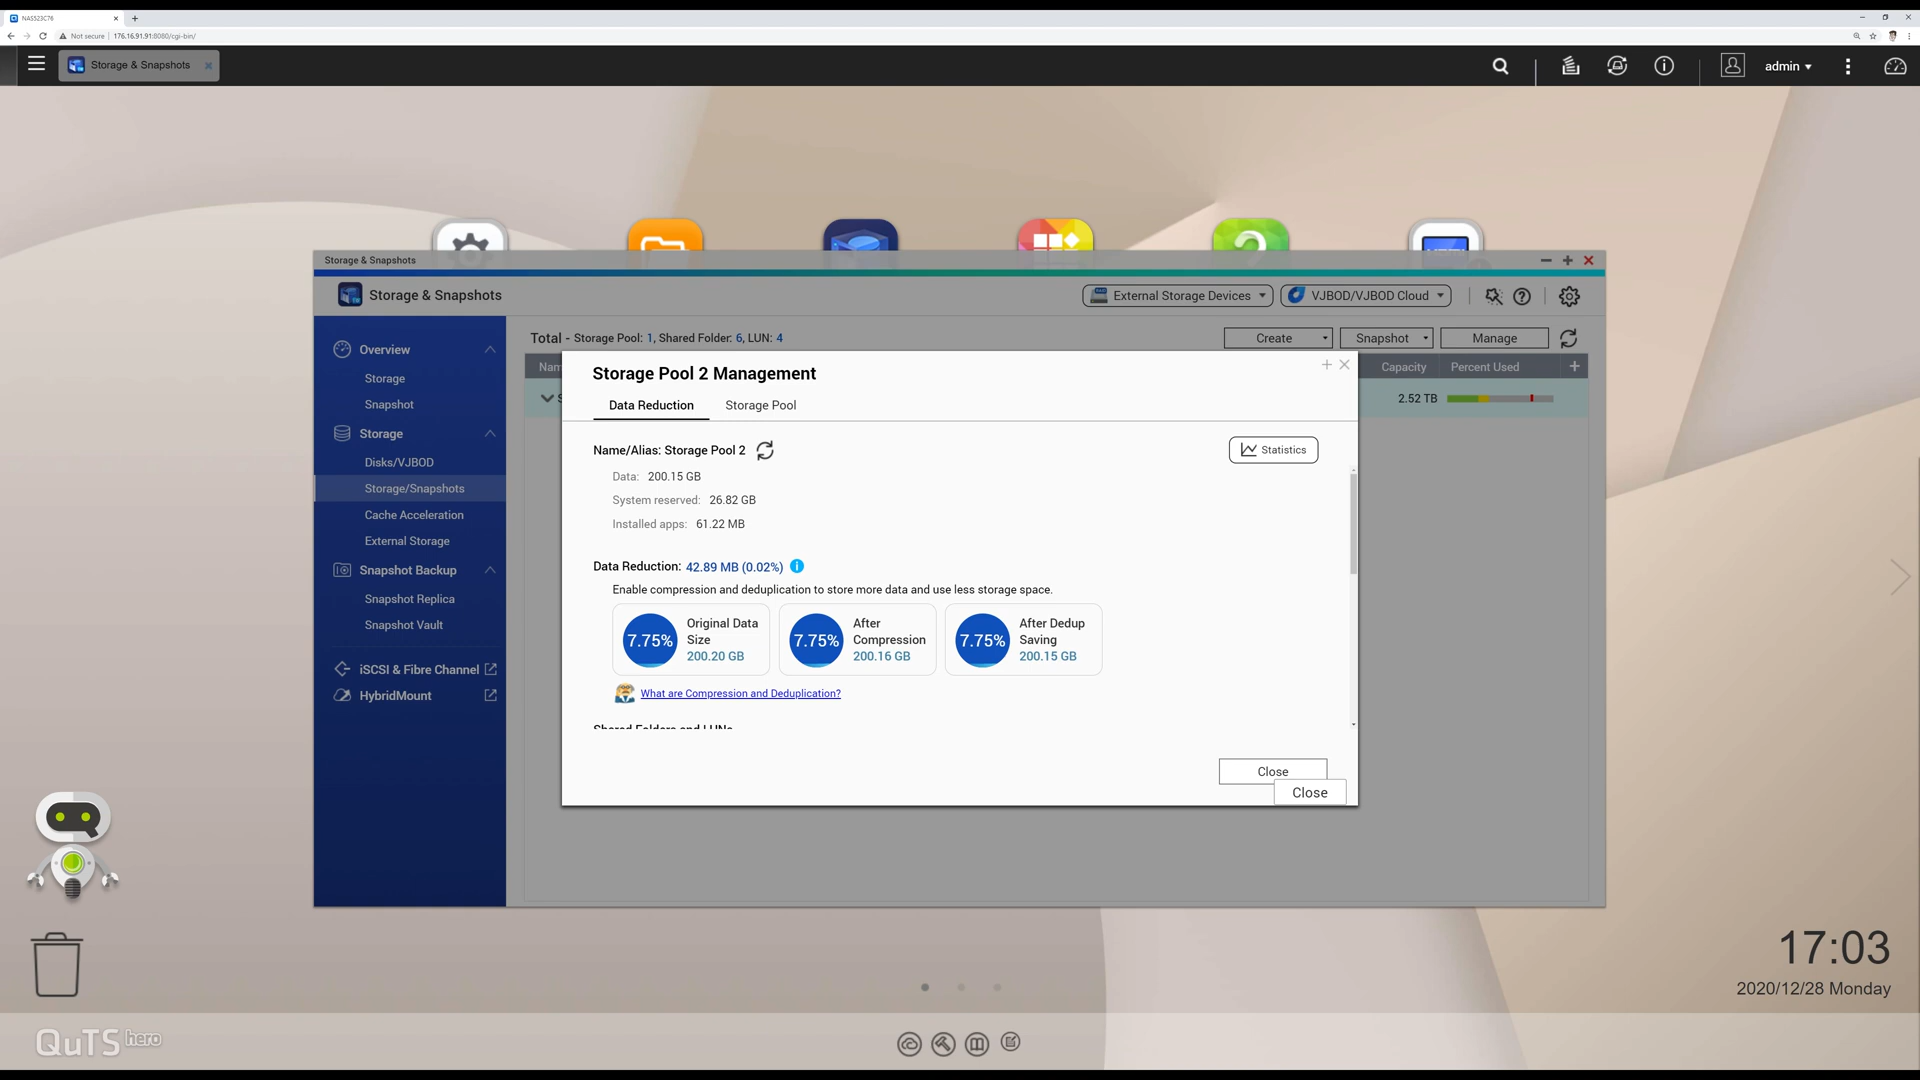 NAS523C76
Not secure
176.16.91.91:8080/cgi-bin/
Storage & Snapshots
admin
Storage & Snapshots
Storage & Snapshots
External Storage Devices
VJBOD/VJBOD Cloud
Overview
Storage
Snapshot
Storage
Disks/VJBOD
Storage/Snapshots
Cache Acceleration
External Storage
Snapshot Backup
Snapshot Replica
Snapshot Vault
iSCSI & Fibre Channel
HybridMount
Total - Storage Pool: 1, Shared Folder: 6, LUN: 4
Create
Snapshot
Manage
Capacity
Percent Used
2.52 TB
Storage Pool 2 Management
Data Reduction
Storage Pool
Name/Alias: Storage Pool 2
Statistics
Data: 200.15 GB
System reserved: 26.82 GB
Installed apps: 61.22 MB
Data Reduction: 42.89 MB (0.02%)
Enable compression and deduplication to store more data and use less storage space.
7.75%
Original Data
Size
200.20 GB
7.75%
After
Compression
200.16 GB
7.75%
After Dedup
Saving
200.15 GB
What are Compression and Deduplication?
Shared Folders and LUNs
Close
Close
17:03
2020/12/28 Monday
QuTS hero